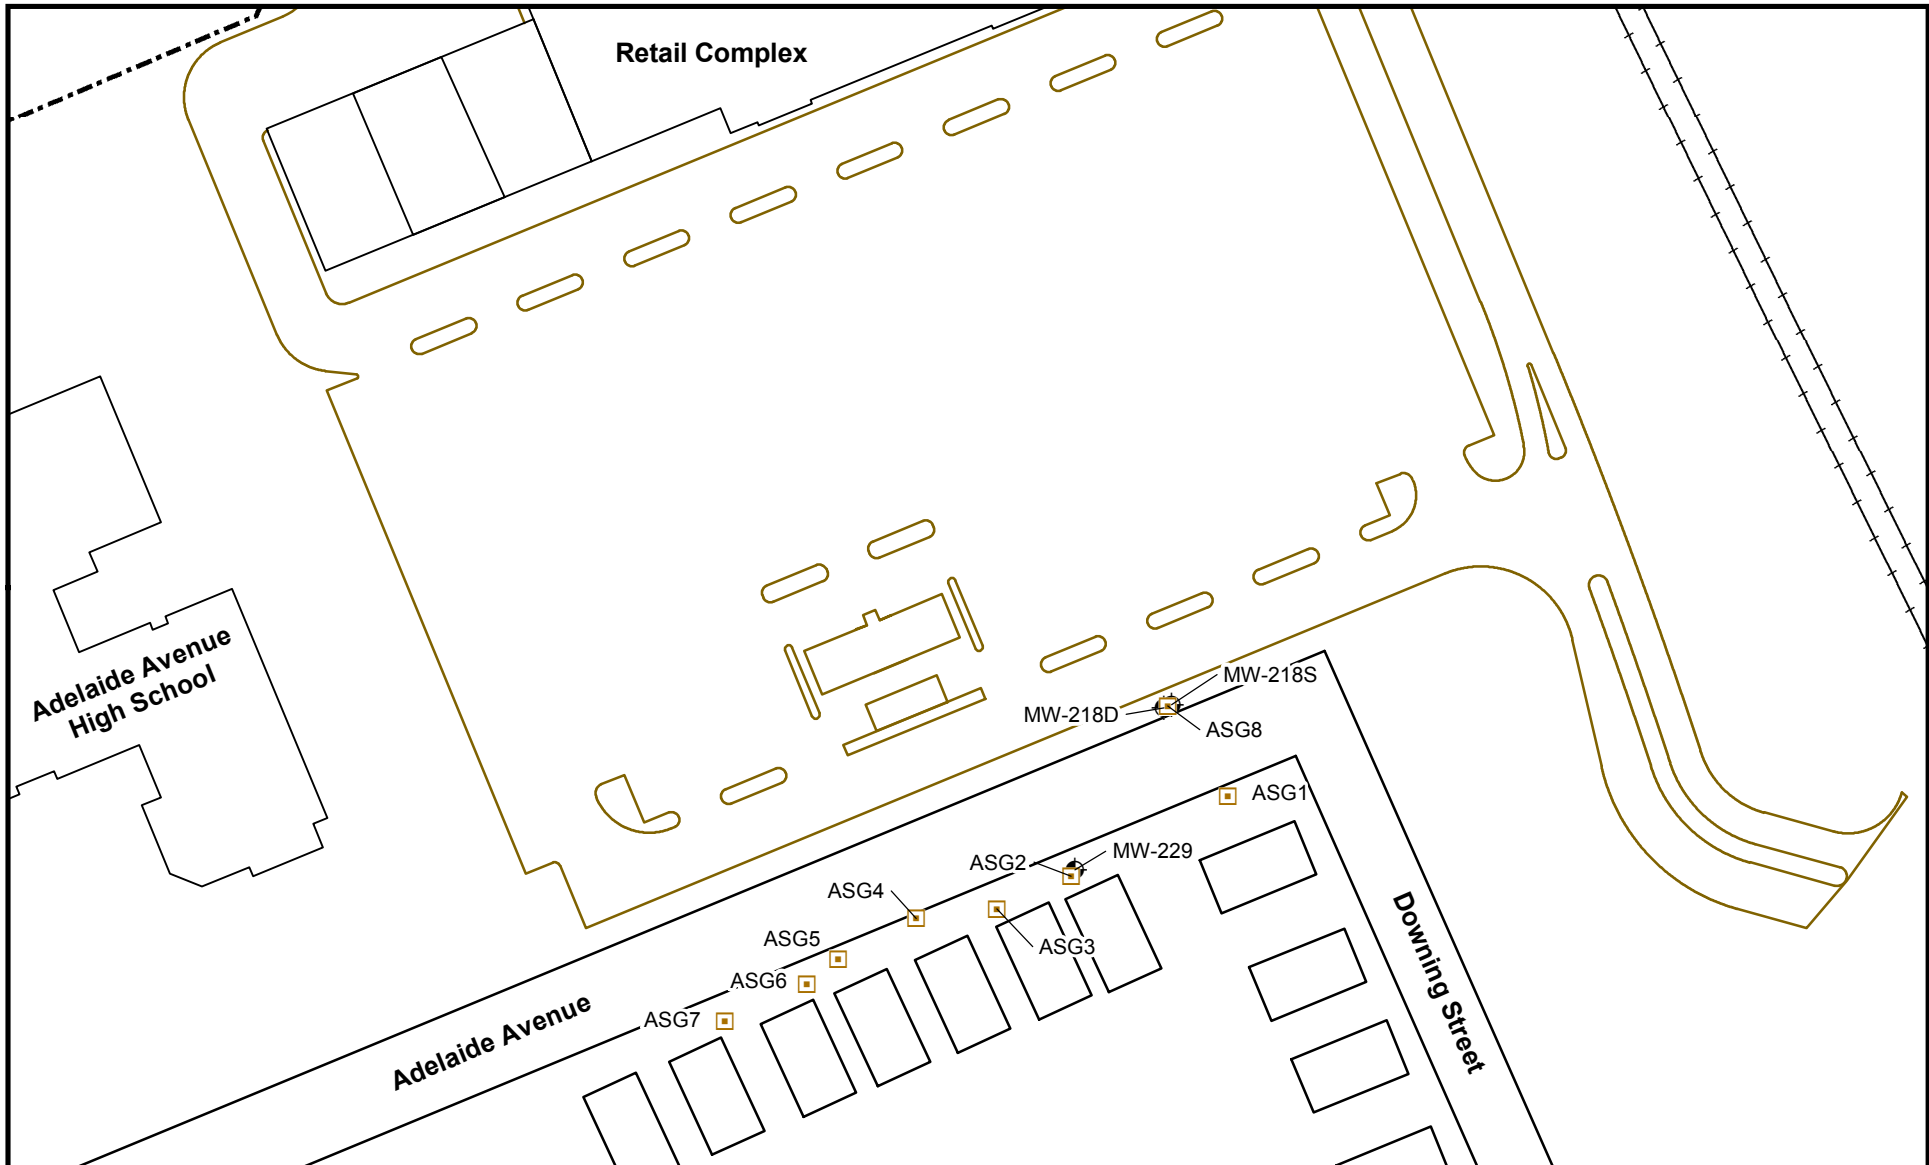 Retail Complex
Adelaide Avenue
High School
MW-218S
MW-218D
ASG8
ASG1
MW-229
ASG2
ASG4
ASG3
ASG5
ASG6
ASG7
Adelaide Avenue
Downing Street